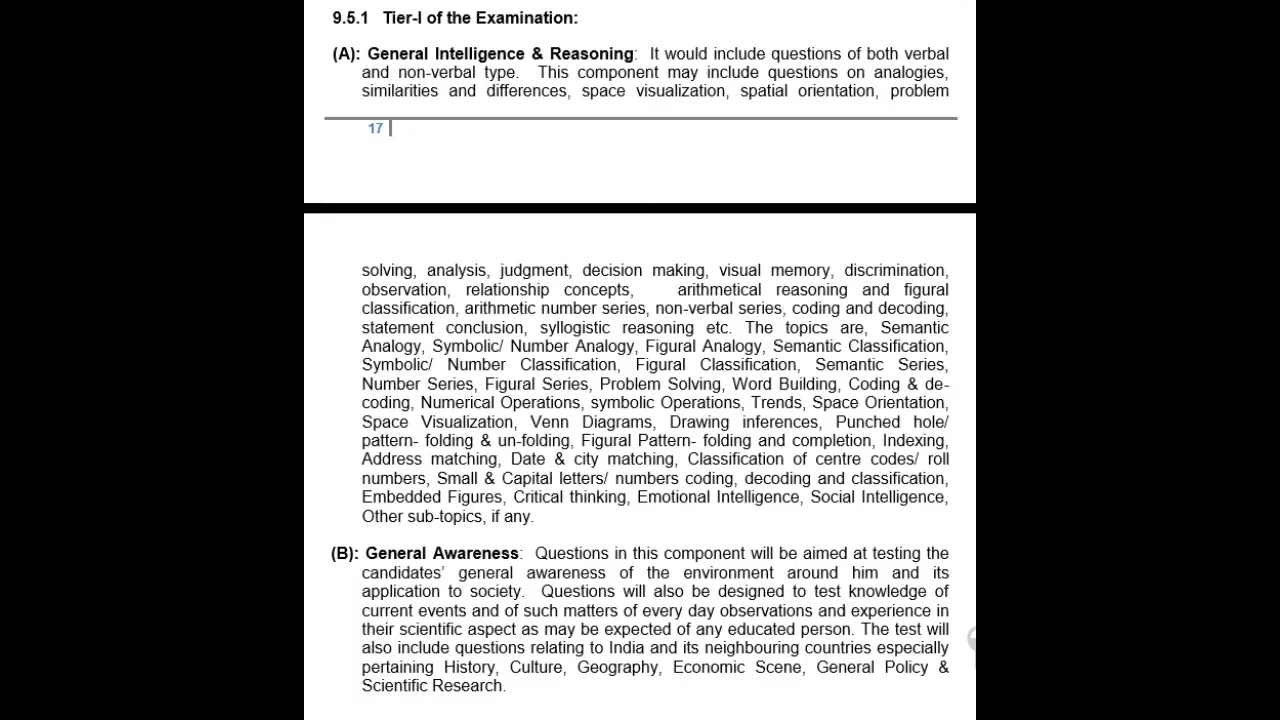 9.5.1 Tier-I of the Examination:
(A): General Intelligence & Reasoning: It would include questions of both verbal
and non-verbal type. This component may include questions on analogies,
similarities and differences, space visualization, spatial orientation, problem
17 |
solving, analysis, judgment, decision making, visual memory, discrimination,
observation, relationship concepts, arithmetical reasoning and figural
classification, arithmetic number series, non-verbal series, coding and decoding,
statement conclusion, syllogistic reasoning etc. The topics are, Semantic
Analogy, Symbolic/ Number Analogy, Figural Analogy, Semantic Classification,
Symbolic/ Number Classification, Figural Classification, Semantic Series,
Number Series, Figural Series, Problem Solving, Word Building, Coding & de-
coding, Numerical Operations, symbolic Operations, Trends, Space Orientation,
Space Visualization, Venn Diagrams, Drawing inferences, Punched hole/
pattern- folding & un-folding, Figural Pattern- folding and completion, Indexing,
Address matching, Date & city matching, Classification of centre codes/ roll
numbers, Small & Capital letters/ numbers coding, decoding and classification,
Embedded Figures, Critical thinking, Emotional Intelligence, Social Intelligence,
Other sub-topics, if any.
(B): General Awareness: Questions in this component will be aimed at testing the
candidates' general awareness of the environment around him and its
application to society. Questions will also be designed to test knowledge of
current events and of such matters of every day observations and experience in
their scientific aspect as may be expected of any educated person. The test will
also include questions relating to India and its neighbouring countries especially
pertaining History, Culture, Geography, Economic Scene, General Policy &
Scientific Research.